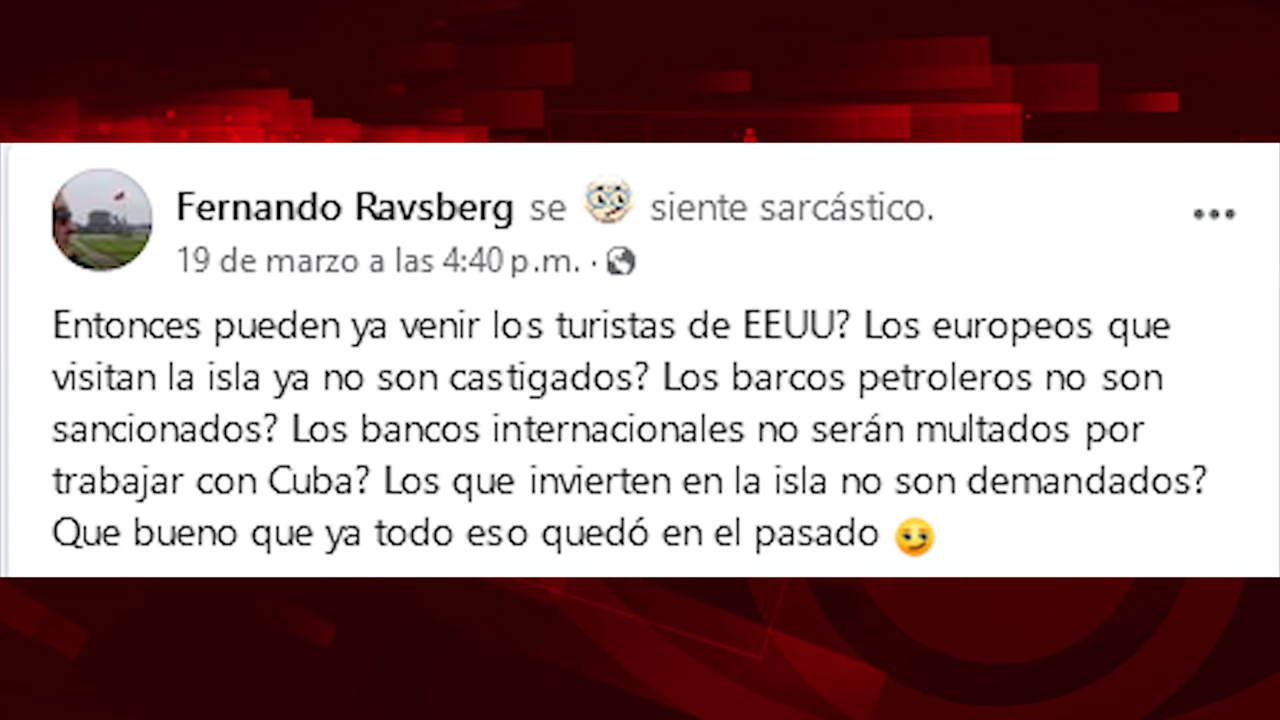 Fernando Ravsberg se siente sarcástico.
19 de marzo a las 4:40 p.m. ·
Entonces pueden ya venir los turistas de EEUU? Los europeos que
visitan la isla ya no son castigados? Los barcos petroleros no son
sancionados? Los bancos internacionales no serán multados por
trabajar con Cuba? Los que invierten en la isla no son demandados?
Que bueno que ya todo eso quedó en el pasado 😏